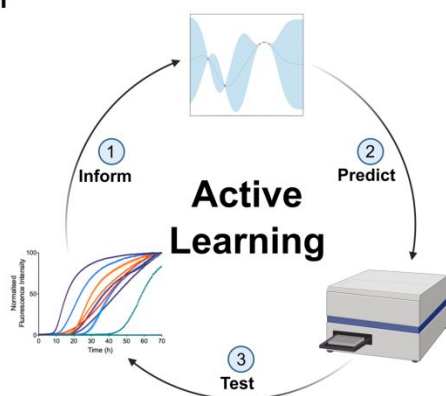 1
Inform
2
Predict
Active
Learning
100
50
0
Normalised
Fluorescence Intensity
0 10 20 30 40 50 60 70
Time (h)
3
Test